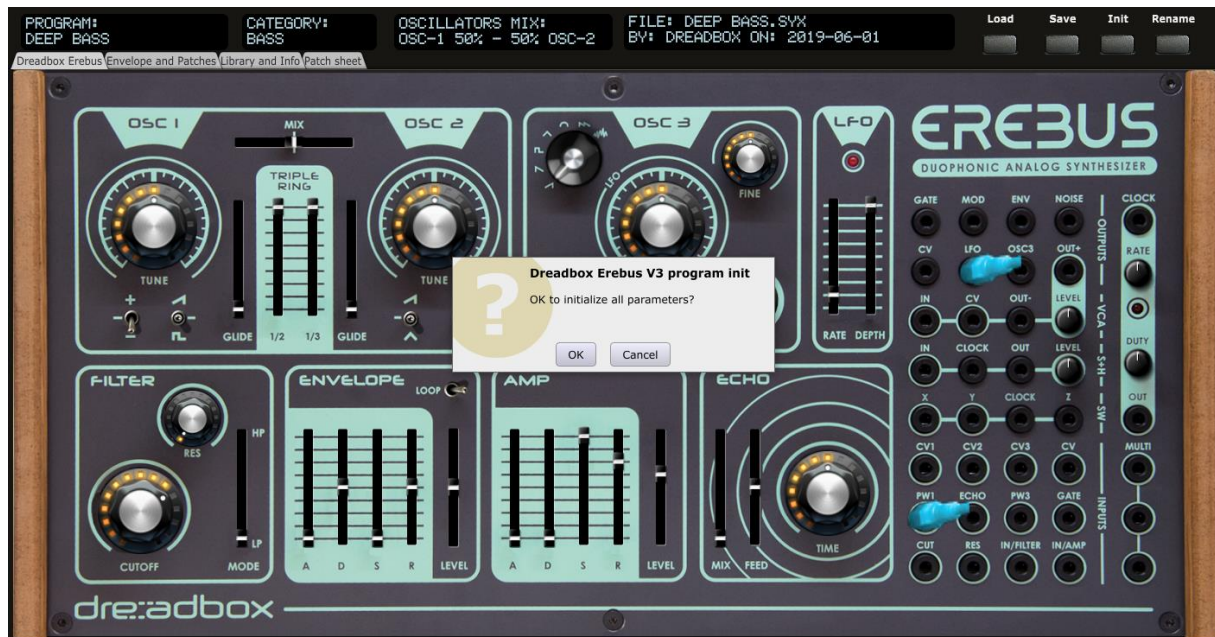 PROGRAM:
DEEP BASS
CATEGORY:
BASS
OSCILLATORS MIX:
OSC-1 50% - 50% OSC-2
FILE: DEEP BASS.SYX
BY: DREADBOX ON: 2019-06-01
Load Save Init Rename
Dreadbox Erebus Envelope and Patches Library and Info Patch sheet
OSC 1
MIX
OSC 2
TRIPLE
RING
TUNE
GLIDE
1/2
1/3
GLIDE
TUNE
+
-
-
-
OSC 3
LFO
FINE
LFO
RATE DEPTH
EREBUS
DUOPHONIC ANALOG SYNTHESIZER
Dreadbox Erebus V3 program init
?
OK to initialize all parameters?
OK Cancel
FILTER
RES
HP
LP
CUTOFF
MODE
ENVELOPE
LOOP
A D S R LEVEL
AMP
A D S R LEVEL
ECHO
MIX FEED
TIME
GATE MOD ENV NOISE
CV LFO OSC3 OUT+
OUTPUTS
IN CV OUT- LEVEL
VCA
IN CLOCK OUT LEVEL
S+H
X Y CLOCK Z
SW
CV1 CV2 CV3 CV
PW1 ECHO PW3 GATE
INPUTS
CUT RES IN/FILTER IN/AMP
CLOCK
RATE
DUTY
OUT
MULTI
dreadbox